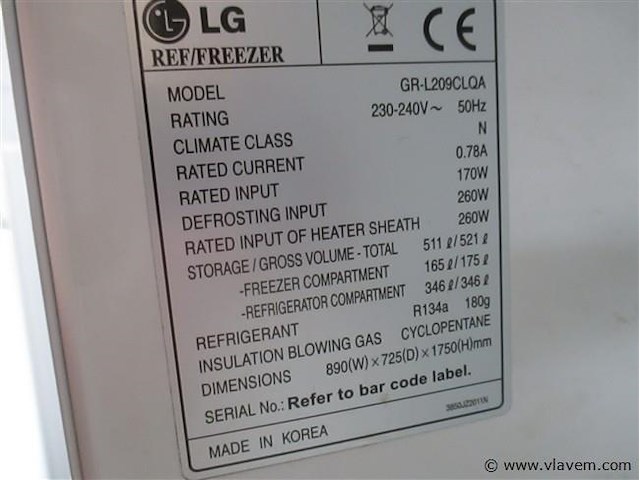 LG
REF/FREEZER
CE
MODEL GR-L209CLQA
RATING 230-240V~ 50Hz
CLIMATE CLASS N
RATED CURRENT 0.78A
RATED INPUT 170W
DEFROSTING INPUT 260W
RATED INPUT OF HEATER SHEATH 260W
STORAGE / GROSS VOLUME - TOTAL 511 ℓ / 521 ℓ
-FREEZER COMPARTMENT 165 ℓ / 175 ℓ
-REFRIGERATOR COMPARTMENT 346 ℓ / 346 ℓ
REFRIGERANT R134a 180g
INSULATION BLOWING GAS CYCLOPENTANE
DIMENSIONS 890(W)×725(D)×1750(H)mm
SERIAL No.: Refer to bar code label.
MADE IN KOREA 3850JZ2011N
© www.vlavem.com